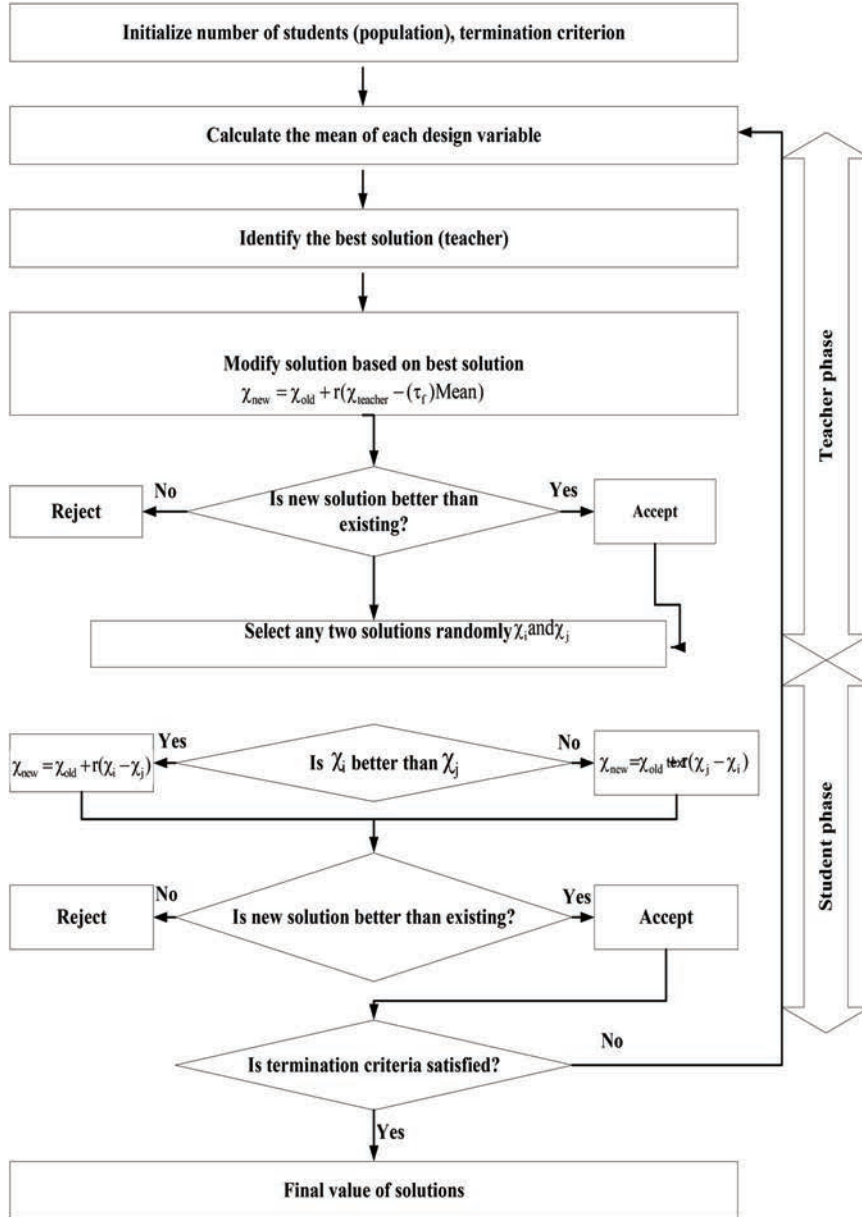 Initialize number of students (population), termination criterion
Calculate the mean of each design variable
Identify the best solution (teacher)
Modify solution based on best solution
χnew = χold + r(χteacher − (τf)Mean)
Is new solution better than
existing?
No
Yes
Reject
Accept
Select any two solutions randomly χi and χj
Is χi better than χj
Yes
No
χnew = χold + r(χi − χj)
χnew = χold r(χj − χi)
Is new solution better than existing?
No
Yes
Reject
Accept
Is termination criteria satisfied?
No
Yes
Final value of solutions
Teacher phase
Student phase